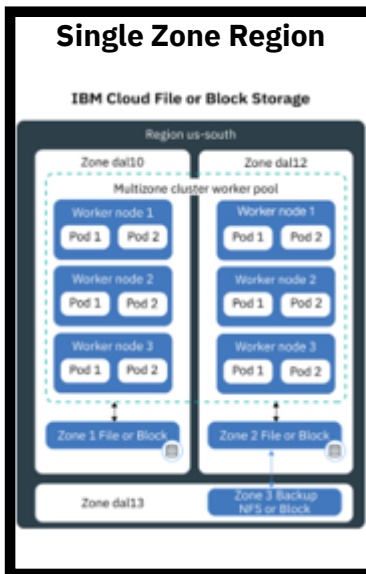 Single Zone Region
IBM Cloud File or Block Storage
Region us-south
Zone dal10
Zone dal12
Multizone cluster worker pool
Worker node 1
Pod 1 Pod 2
Worker node 2
Pod 1 Pod 2
Worker node 3
Pod 1 Pod 2
Zone 1 File or Block
Worker node 1
Pod 1 Pod 2
Worker node 2
Pod 1 Pod 2
Worker node 3
Pod 1 Pod 2
Zone 2 File or Block
Zone dal13
Zone 3 Backup
NFS or Block